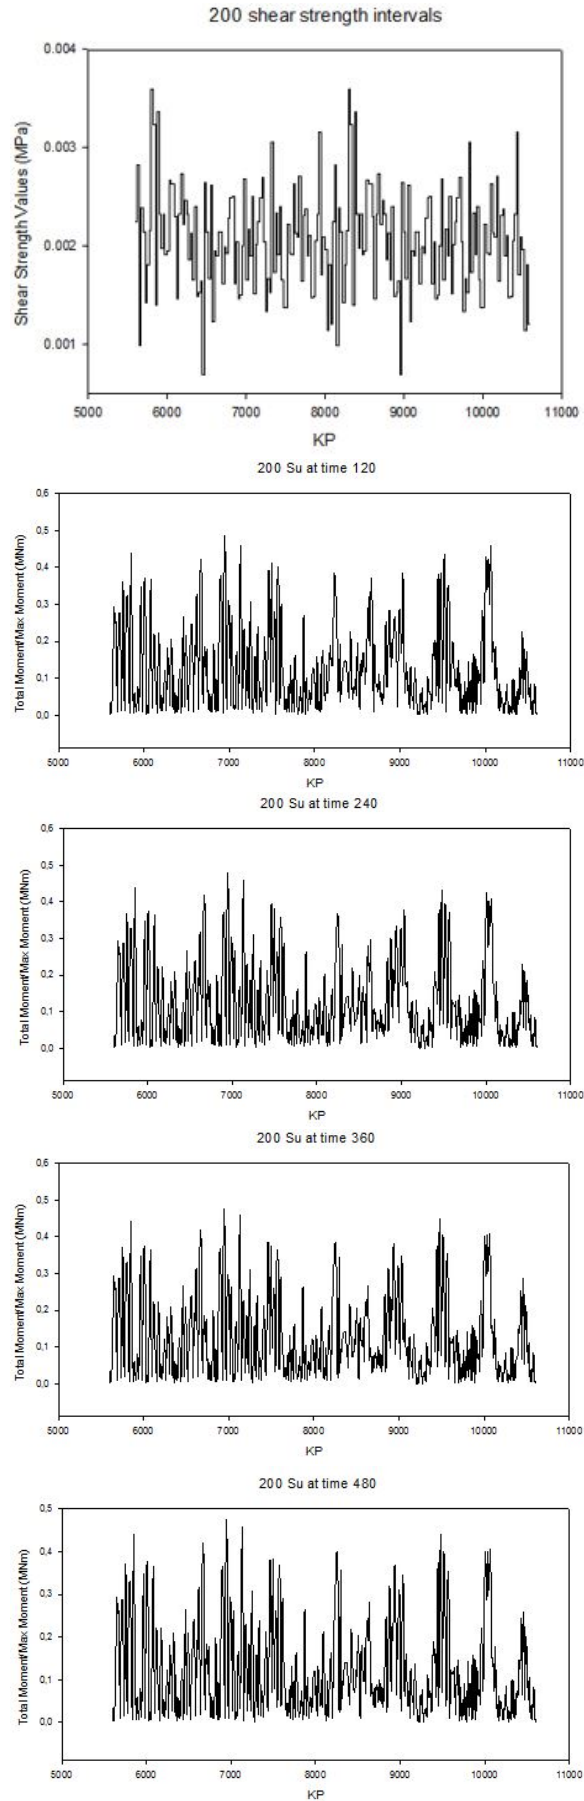 200 shear strength intervals
0.004
0.003
0.002
0.001
Shear Strength Values (MPa)
5000 6000 7000 8000 9000 10000 11000
KP
200 Su at time 120
0,6
0,5
0,4
0,3
0,2
0,1
0,0
Total Moment/Max Moment (MNm)
5000 6000 7000 8000 9000 10000 11000
KP
200 Su at time 240
0,6
0,5
0,4
0,3
0,2
0,1
0,0
Total Moment/Max Moment (MNm)
5000 6000 7000 8000 9000 10000 11000
KP
200 Su at time 360
0,6
0,5
0,4
0,3
0,2
0,1
0,0
Total Moment/Max Moment (MNm)
5000 6000 7000 8000 9000 10000 11000
KP
200 Su at time 480
0,5
0,4
0,3
0,2
0,1
0,0
Total Moment/Max Moment (MNm)
5000 6000 7000 8000 9000 10000 11000
KP